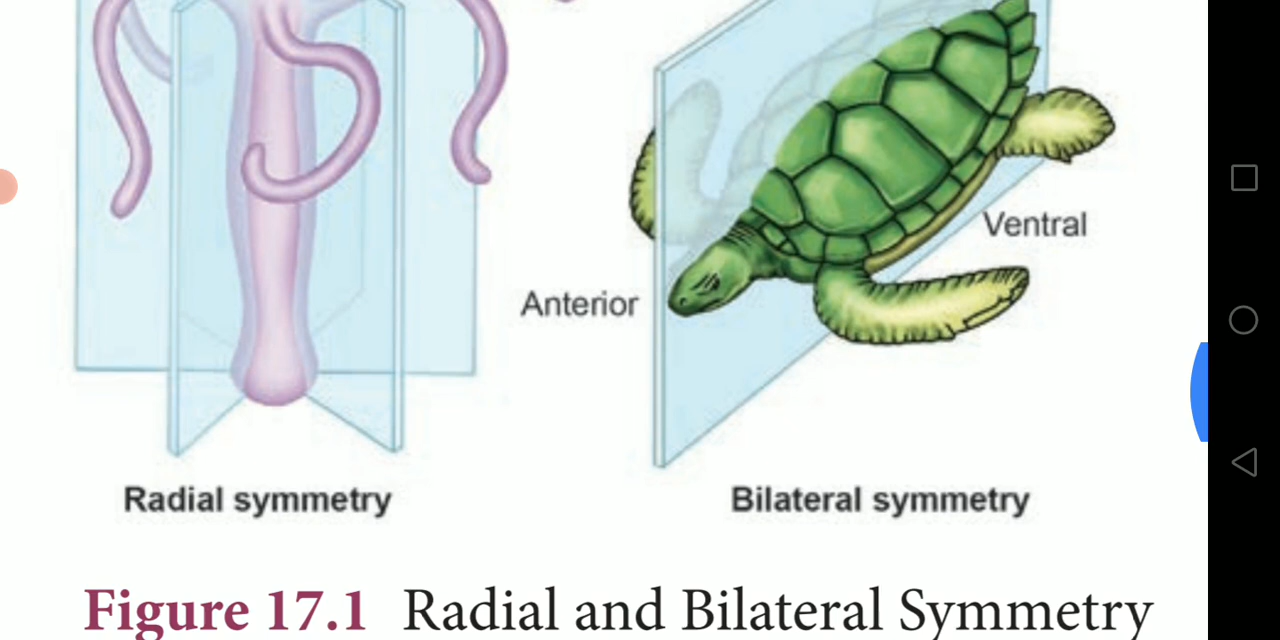 Ventral
Anterior
Radial symmetry
Bilateral symmetry
Figure 17.1 Radial and Bilateral Symmetry